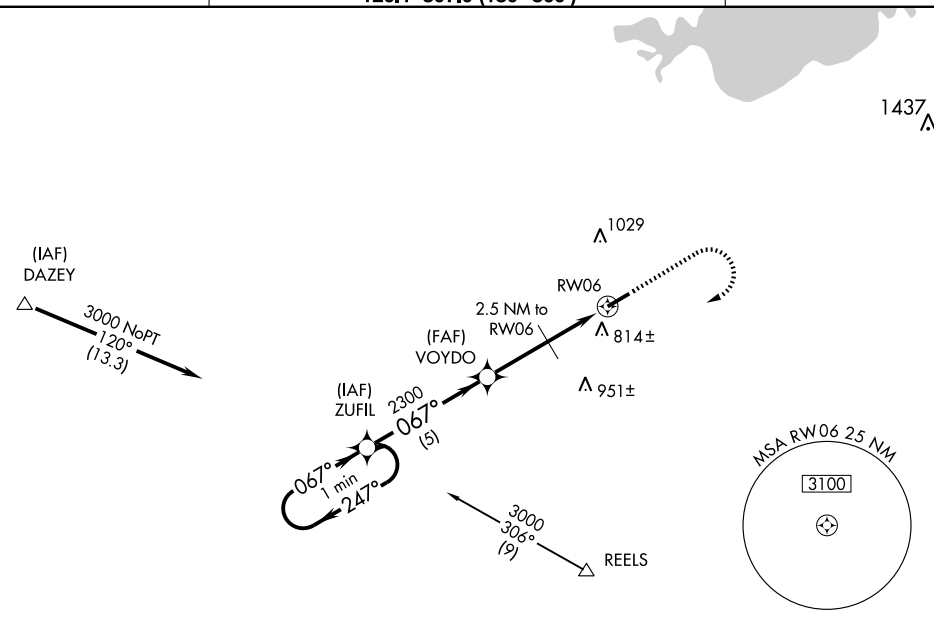 1437
1029
(IAF)
DAZEY
3000 NoPT
120°
(13.3)
RW06
2.5 NM to
RW06
814±
(FAF)
VOYDO
951±
(IAF)
ZUFIL
2300
067°
(5)
067°
1 min
247°
3000
306°
(9)
REELS
MSA RW06 25 NM
3100